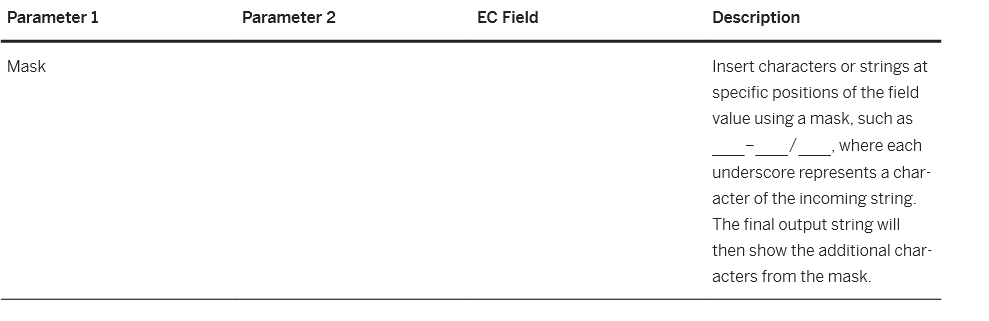 Parameter 1 Parameter 2 EC Field Description
Mask Insert characters or strings at
specific positions of the field
value using a mask, such as
____–____/____, where each
underscore represents a char-
acter of the incoming string.
The final output string will
then show the additional char-
acters from the mask.